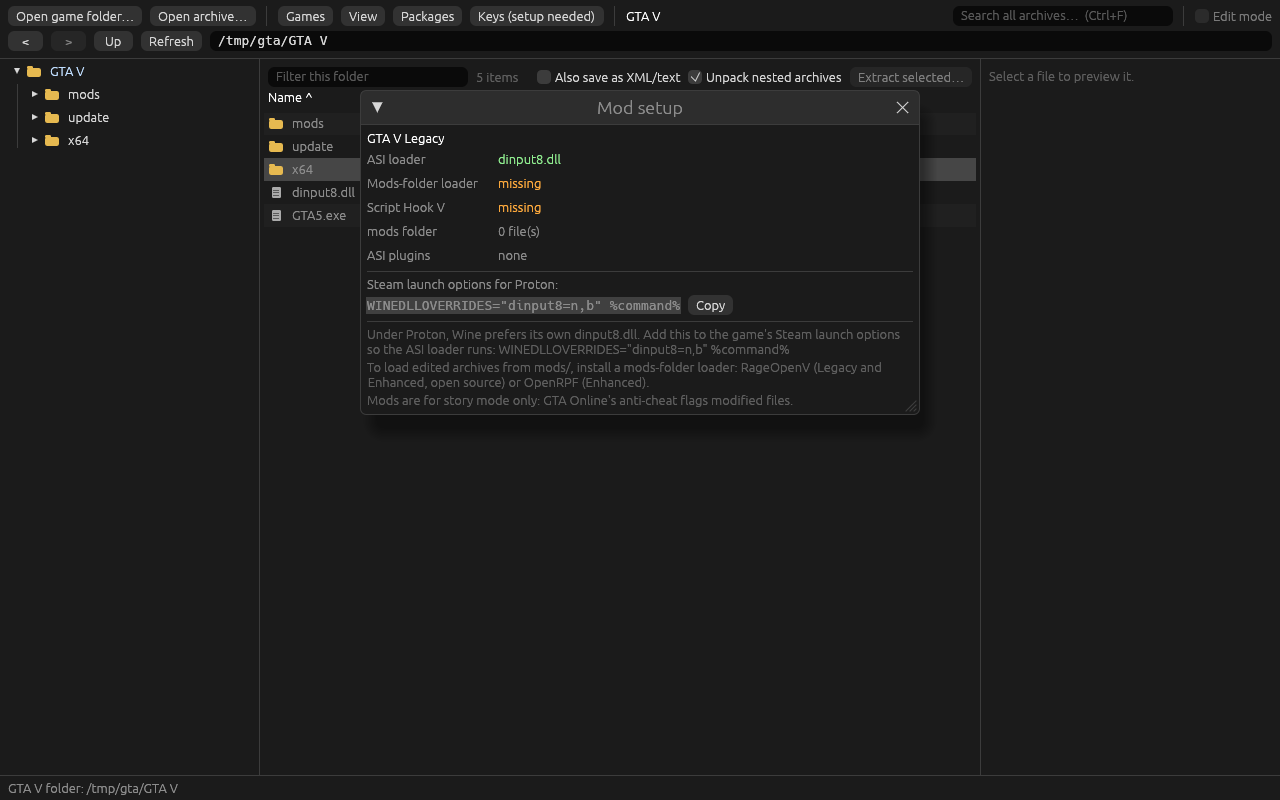 Open game folder… Open archive… Games View Packages Keys (setup needed) GTA V Search all archives… (Ctrl+F) Edit mode
< > Up Refresh /tmp/gta/GTA V
GTA V
mods
update
x64
Filter this folder 5 items Also save as XML/text Unpack nested archives Extract selected…
Name ^
mods
update
x64
dinput8.dll
GTA5.exe
Mod setup
GTA V Legacy
ASI loader dinput8.dll
Mods-folder loader missing
Script Hook V missing
mods folder 0 file(s)
ASI plugins none
Steam launch options for Proton:
WINEDLLOVERRIDES="dinput8=n,b" %command% Copy
Under Proton, Wine prefers its own dinput8.dll. Add this to the game's Steam launch options
so the ASI loader runs: WINEDLLOVERRIDES="dinput8=n,b" %command%
To load edited archives from mods/, install a mods-folder loader: RageOpenV (Legacy and
Enhanced, open source) or OpenRPF (Enhanced).
Mods are for story mode only: GTA Online's anti-cheat flags modified files.
Select a file to preview it.
GTA V folder: /tmp/gta/GTA V